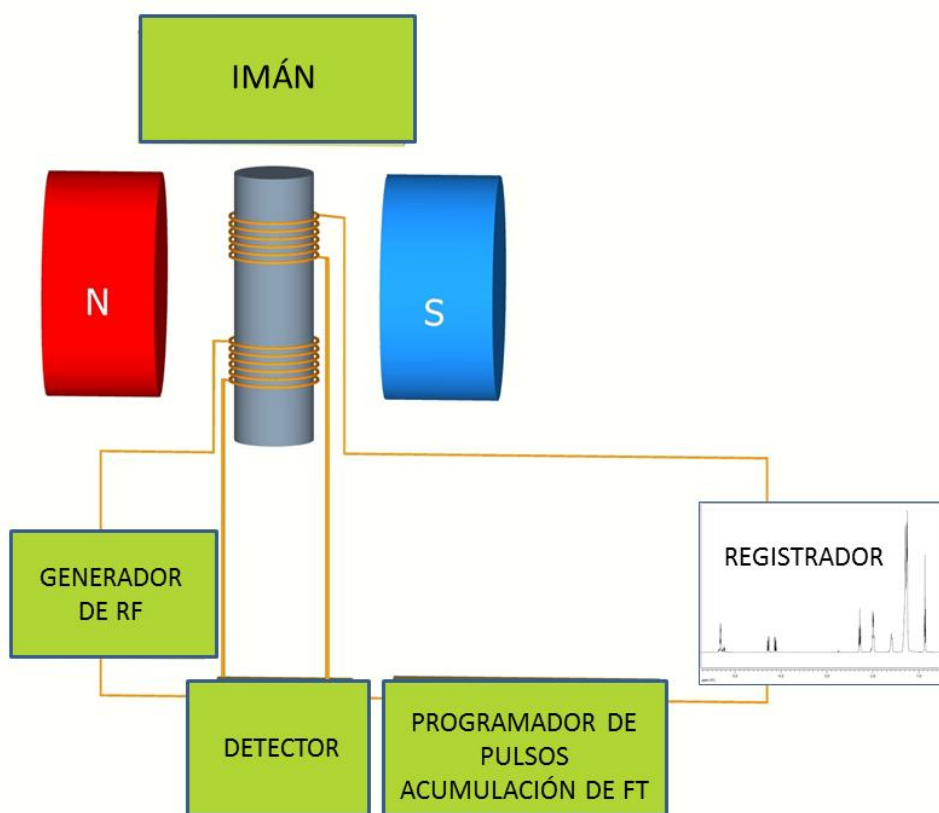 IMÁN
N
S
GENERADOR
DE RF
REGISTRADOR
DETECTOR
PROGRAMADOR DE
PULSOS
ACUMULACIÓN DE FT